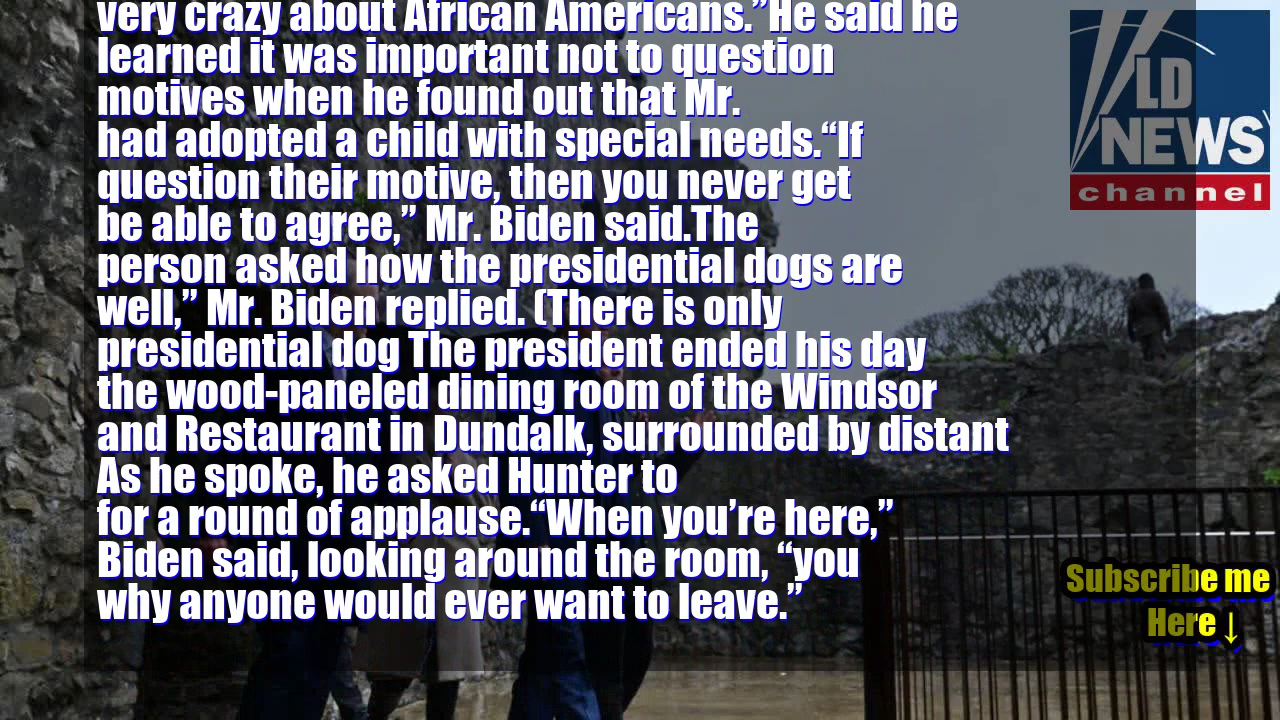 very crazy about African Americans.”He said he
learned it was important not to question
motives when he found out that Mr.
had adopted a child with special needs.“If
question their motive, then you never get
be able to agree,” Mr. Biden said.The
person asked how the presidential dogs are
well,” Mr. Biden replied. (There is only
presidential dog The president ended his day
the wood-paneled dining room of the Windsor
and Restaurant in Dundalk, surrounded by distant
As he spoke, he asked Hunter to
for a round of applause.“When you’re here,”
Biden said, looking around the room, “you
why anyone would ever want to leave.”
LD
NEWS
channel
Subscribe me
Here↓